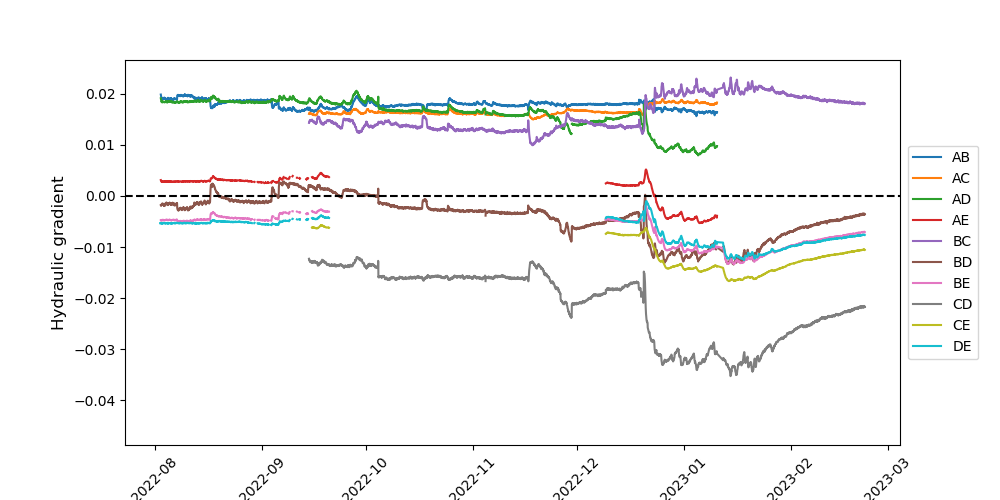 0.02
0.01
0.00
−0.01
−0.02
−0.03
−0.04
Hydraulic gradient
2022-08
2022-09
2022-10
2022-11
2022-12
2023-01
2023-02
2023-03
AB
AC
AD
AE
BC
BD
BE
CD
CE
DE